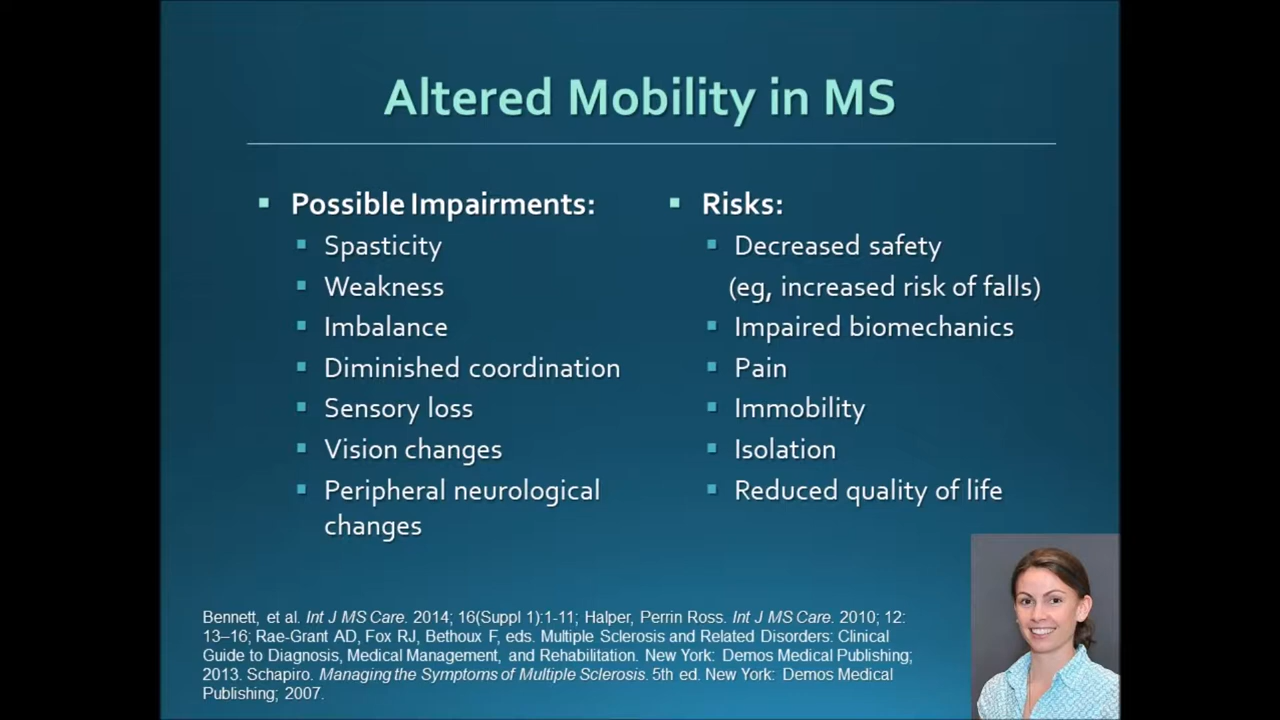 Altered Mobility in MS
Possible Impairments:
Spasticity
Weakness
Imbalance
Diminished coordination
Sensory loss
Vision changes
Peripheral neurological
changes
Risks:
Decreased safety
(eg, increased risk of falls)
Impaired biomechanics
Pain
Immobility
Isolation
Reduced quality of life
Bennett, et al. Int J MS Care. 2014; 16(Suppl 1):1-11; Halper, Perrin Ross. Int J MS Care. 2010; 12:
13–16; Rae-Grant AD, Fox RJ, Bethoux F, eds. Multiple Sclerosis and Related Disorders: Clinical
Guide to Diagnosis, Medical Management, and Rehabilitation. New York: Demos Medical Publishing;
2013. Schapiro. Managing the Symptoms of Multiple Sclerosis. 5th ed. New York: Demos Medical
Publishing; 2007.